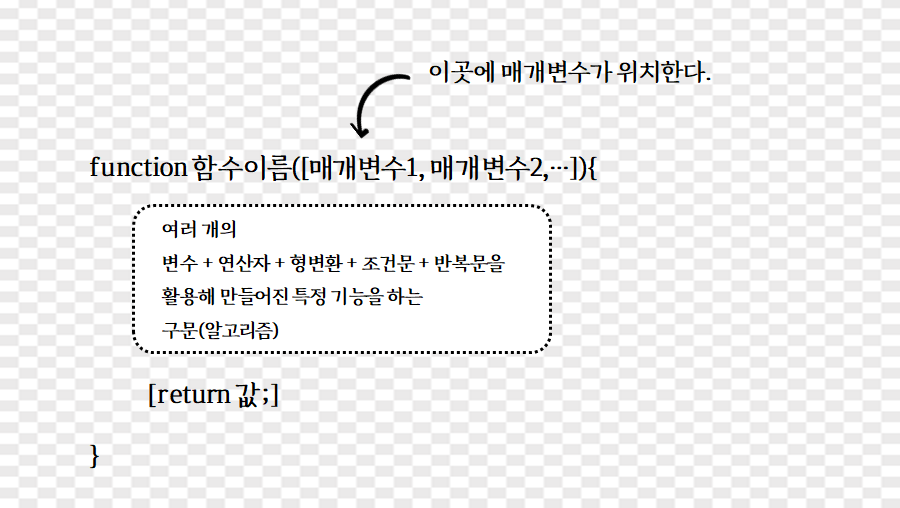 이곳에 매개변수가 위치한다.
function 함수이름([매개변수1, 매개변수2,…]){
여러 개의
변수 + 연산자 + 형변환 + 조건문 + 반복문을
활용해 만들어진 특정 기능을 하는
구문(알고리즘)
[return 값;]
}